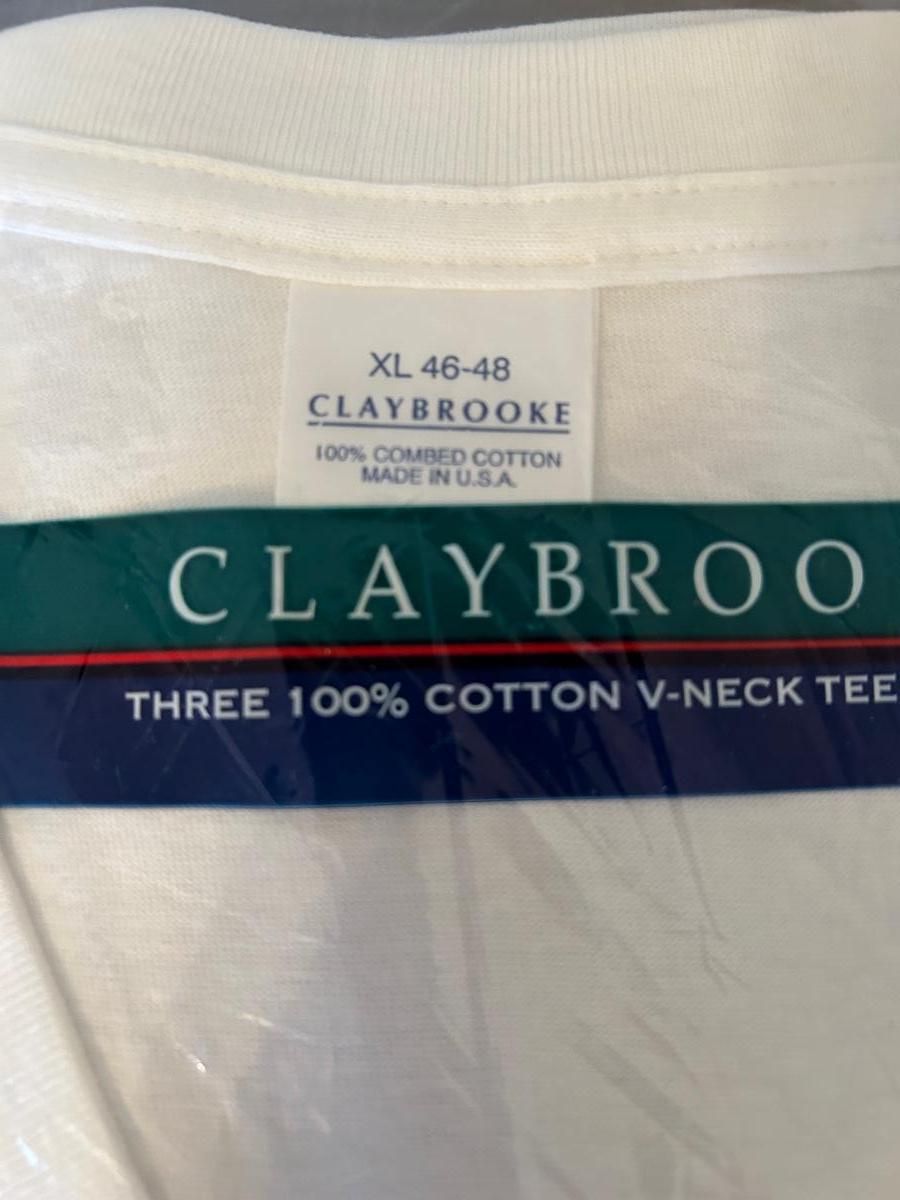 XL 46-48
CLAYBROOKE
100% COMBED COTTON
MADE IN U.S.A.
CLAYBROO
THREE 100% COTTON V-NECK TEE